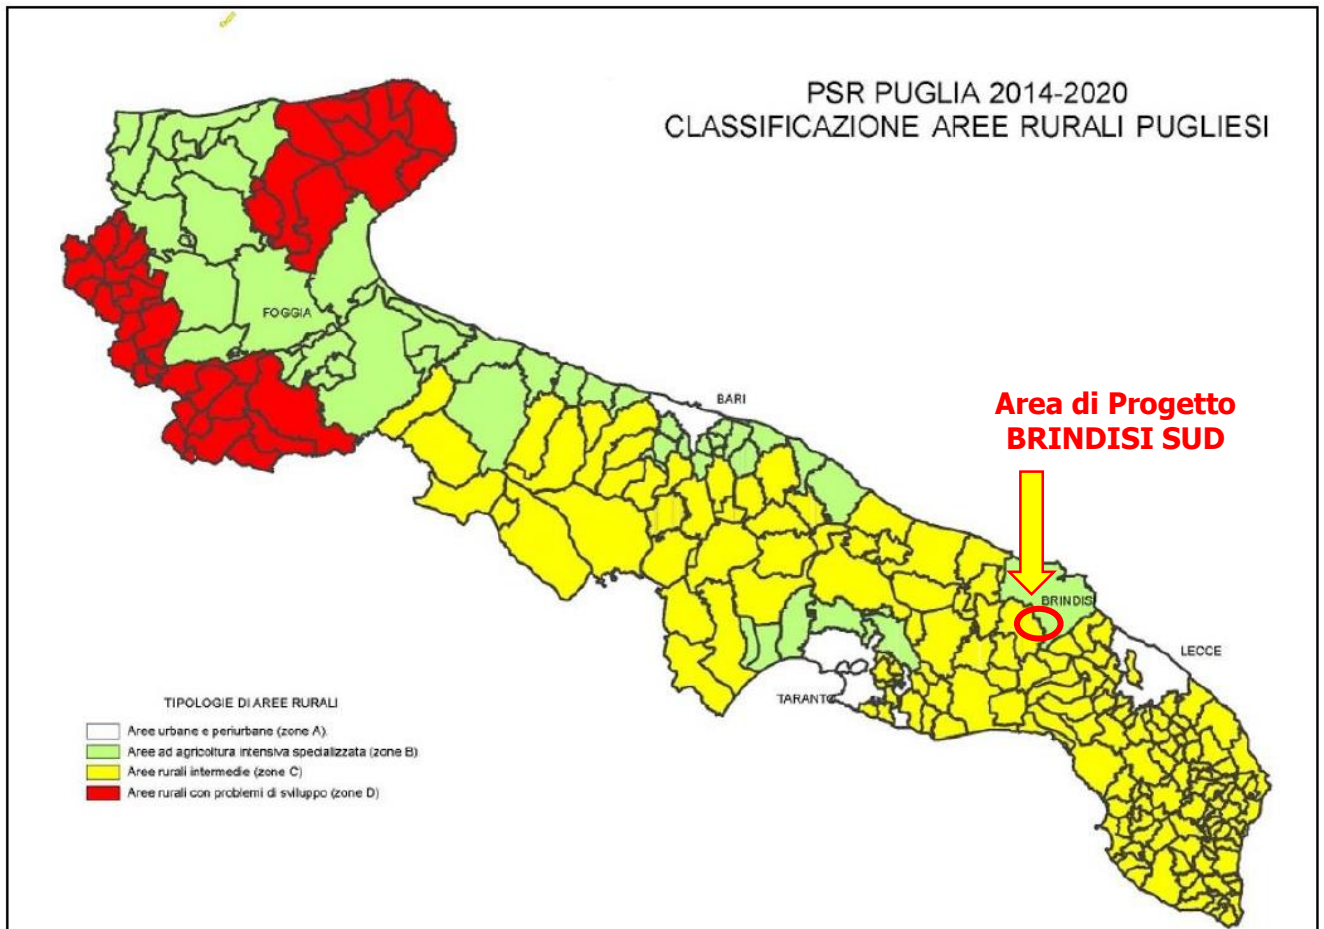 PSR PUGLIA 2014-2020
CLASSIFICAZIONE AREE RURALI PUGLIESI
FOGGIA
BARI
Area di Progetto
BRINDISI SUD
BRINDIS
LECCE
TARANTO
TIPOLOGIE DI AREE RURALI
Aree urbane e periurbane (zone A).
Aree ad agricoltura intensiva specializzata (zone B)
Aree rurali intermedie (zone C)
Aree rurali con problemi di sviluppo (zone D)